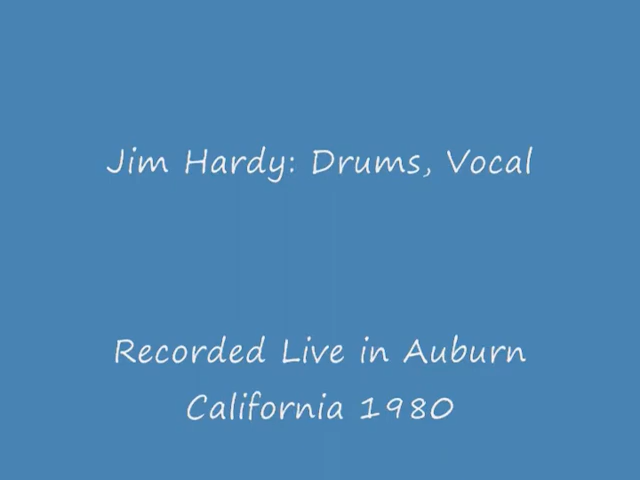 Jim Hardy: Drums, Vocal
Recorded Live in Auburn
California 1980